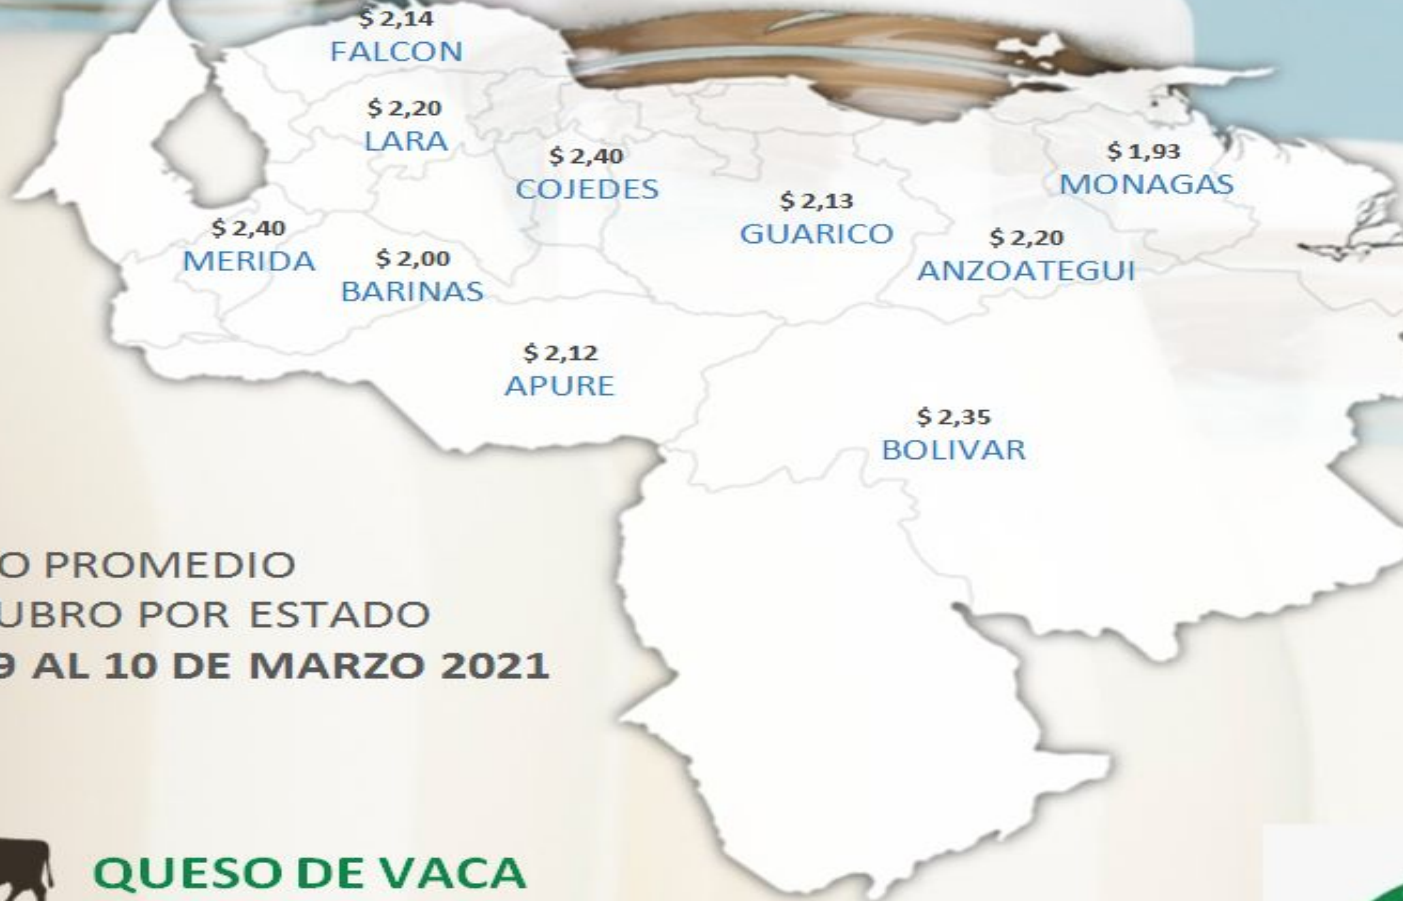 $ 2,14
FALCON
$ 2,20
LARA
$ 2,40
COJEDES
$ 1,93
MONAGAS
$ 2,13
GUARICO
$ 2,40
MERIDA
$ 2,20
ANZOATEGUI
$ 2,00
BARINAS
$ 2,12
APURE
$ 2,35
BOLIVAR
O PROMEDIO
UBRO POR ESTADO
9 AL 10 DE MARZO 2021
QUESO DE VACA